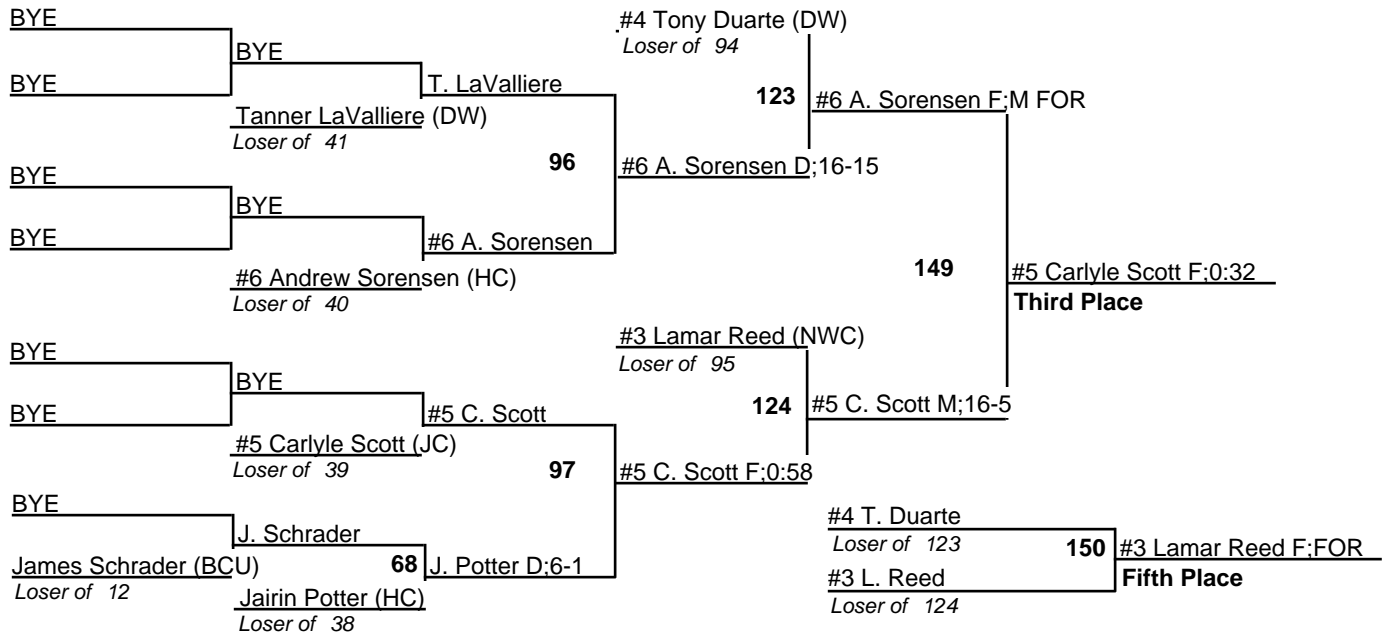 BYE
BYE
BYE
T. LaValliere
Tanner LaValliere (DW)
Loser of 41
96
BYE
BYE
BYE
#6 A. Sorensen
#6 Andrew Sorensen (HC)
Loser of 40
#4 Tony Duarte (DW)
Loser of 94
123
#6 A. Sorensen F;M FOR
#6 A. Sorensen D;16-15
149
#5 Carlyle Scott F;0:32
Third Place
BYE
BYE
BYE
#5 C. Scott
#5 Carlyle Scott (JC)
Loser of 39
97
BYE
J. Schrader
James Schrader (BCU)
Loser of 12
68
J. Potter D;6-1
Jairin Potter (HC)
Loser of 38
#3 Lamar Reed (NWC)
Loser of 95
124
#5 C. Scott M;16-5
#5 C. Scott F;0:58
#4 T. Duarte
Loser of 123
150
#3 Lamar Reed F;FOR
Fifth Place
#3 L. Reed
Loser of 124